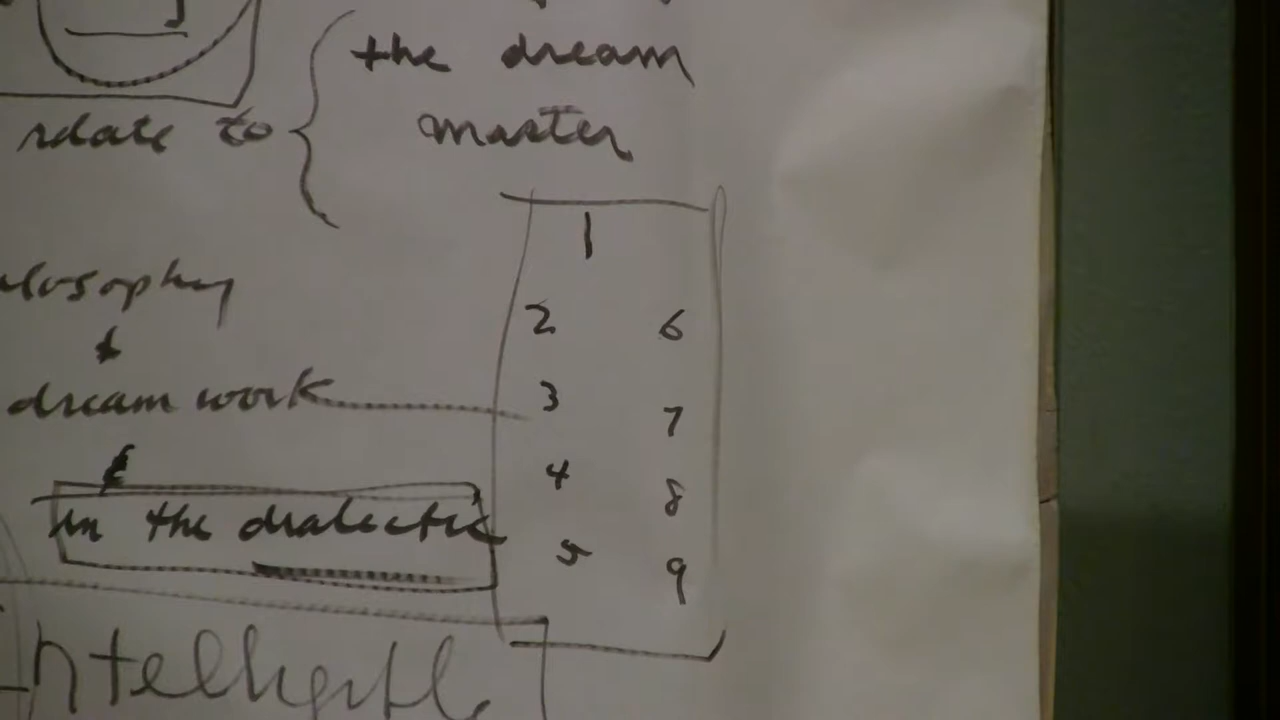 the dream
relate to
master
1
losophy
2 6
dream work
3 7
4 8
in the dialectic
5 9